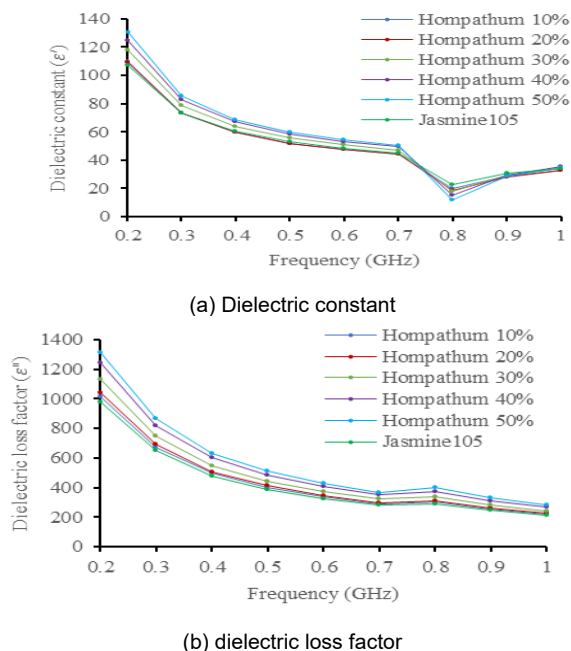 140
120
100
80
60
40
20
0
Dielectric constant (ε′)
Hompathum 10%
Hompathum 20%
Hompathum 30%
Hompathum 40%
Hompathum 50%
Jasmine105
0.2 0.3 0.4 0.5 0.6 0.7 0.8 0.9 1
Frequency (GHz)
(a) Dielectric constant
1400
1200
1000
800
600
400
200
0
Dielectric loss factor (ε″)
Hompathum 10%
Hompathum 20%
Hompathum 30%
Hompathum 40%
Hompathum 50%
Jasmine105
0.2 0.3 0.4 0.5 0.6 0.7 0.8 0.9 1
Frequency (GHz)
(b) dielectric loss factor